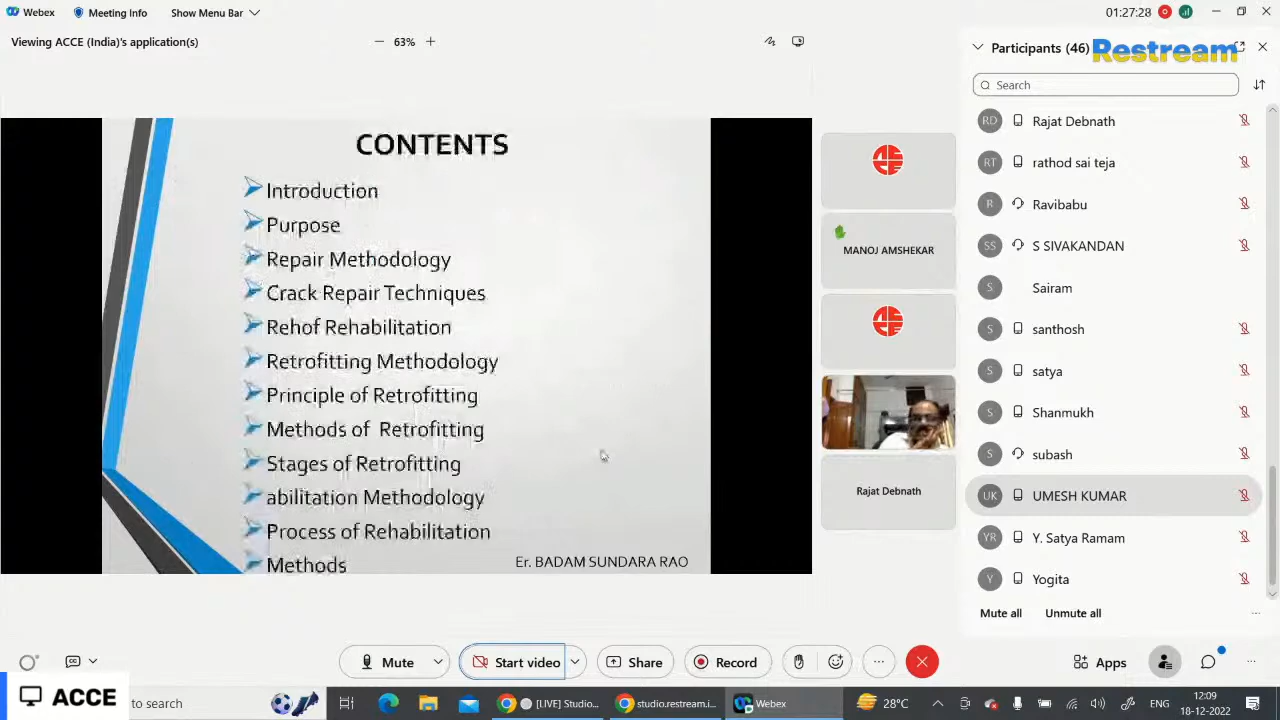 Webex
Meeting Info
Show Menu Bar
01:27:28
Viewing ACCE (India)'s application(s)
63%
Participants (46)
Restream
Search
CONTENTS
Introduction
Purpose
Repair Methodology
Crack Repair Techniques
Rehof Rehabilitation
Retrofitting Methodology
Principle of Retrofitting
Methods of Retrofitting
Stages of Retrofitting
abilitation Methodology
Process of Rehabilitation
Methods
Er. BADAM SUNDARA RAO
MANOJ AMSHEKAR
Rajat Debnath
RD Rajat Debnath
RT rathod sai teja
R Ravibabu
SS S SIVAKANDAN
S Sairam
S santhosh
S satya
S Shanmukh
S subash
UK UMESH KUMAR
YR Y. Satya Ramam
Y Yogita
Mute all Unmute all
Mute
Start video
Share
Record
Apps
ACCE
to search
[LIVE] Studio...
studio.restream.i...
Webex
28°C
ENG
12:09
18-12-2022